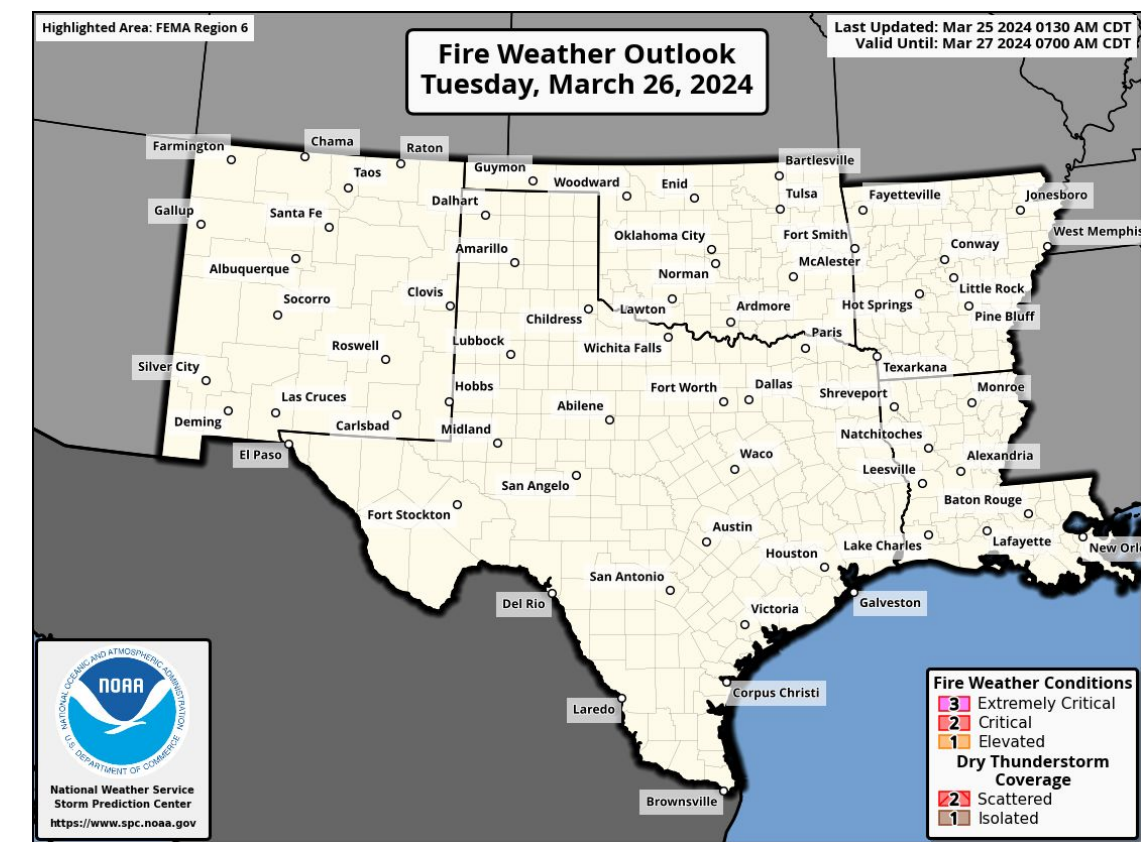 Highlighted Area: FEMA Region 6
Fire Weather Outlook
Tuesday, March 26, 2024
Last Updated: Mar 25 2024 0130 AM CDT
Valid Until: Mar 27 2024 0700 AM CDT
Farmington
Chama
Raton
Taos
Guymon
Woodward
Enid
Bartlesville
Tulsa
Fayetteville
Jonesboro
Gallup
Santa Fe
Dalhart
Oklahoma City
Fort Smith
Conway
West Memphis
Albuquerque
Amarillo
Norman
McAlester
Little Rock
Socorro
Clovis
Childress
Lawton
Ardmore
Hot Springs
Pine Bluff
Roswell
Lubbock
Wichita Falls
Paris
Texarkana
Silver City
Las Cruces
Hobbs
Abilene
Fort Worth
Dallas
Shreveport
Monroe
Deming
Carlsbad
Midland
Natchitoches
El Paso
San Angelo
Waco
Leesville
Alexandria
Fort Stockton
Austin
Baton Rouge
Houston
Lake Charles
Lafayette
New Orl
San Antonio
Del Rio
Victoria
Galveston
Laredo
Corpus Christi
Brownsville
NATIONAL OCEANIC AND ATMOSPHERIC ADMINISTRATION
NOAA
U.S. DEPARTMENT OF COMMERCE
National Weather Service
Storm Prediction Center
https://www.spc.noaa.gov
Fire Weather Conditions
3 Extremely Critical
2 Critical
1 Elevated
Dry Thunderstorm
Coverage
2 Scattered
1 Isolated